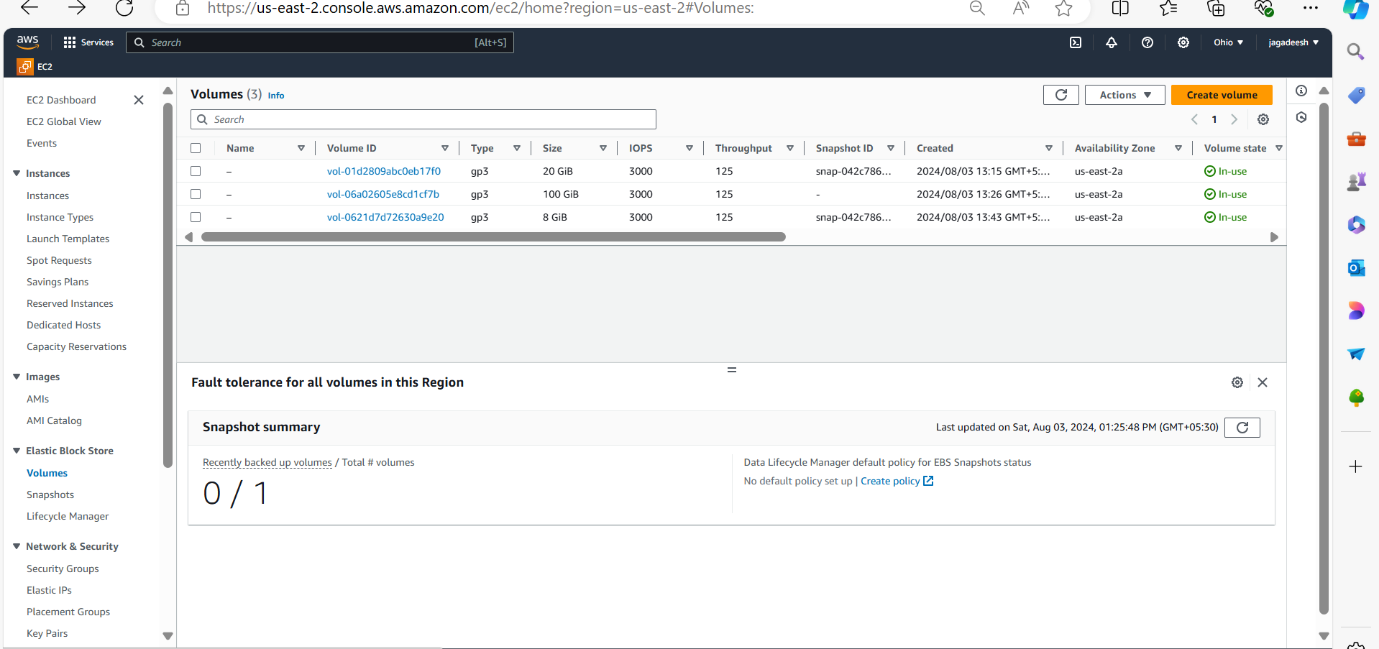 https://us-east-2.console.aws.amazon.com/ec2/home?region=us-east-2#Volumes:
aws Services Search [Alt+S] Ohio jagadeesh
EC2
EC2 Dashboard
EC2 Global View
Events
Instances
Instances
Instance Types
Launch Templates
Spot Requests
Savings Plans
Reserved Instances
Dedicated Hosts
Capacity Reservations
Images
AMIs
AMI Catalog
Elastic Block Store
Volumes
Snapshots
Lifecycle Manager
Network & Security
Security Groups
Elastic IPs
Placement Groups
Key Pairs
Volumes (3) Info Actions Create volume
Search 1
Name Volume ID Type Size IOPS Throughput Snapshot ID Created Availability Zone Volume state
– vol-01d2809abc0eb17f0 gp3 20 GiB 3000 125 snap-042c786... 2024/08/03 13:15 GMT+5:... us-east-2a In-use
– vol-06a02605e8cd1cf7b gp3 100 GiB 3000 125 - 2024/08/03 13:26 GMT+5:... us-east-2a In-use
– vol-0621d7d72630a9e20 gp3 8 GiB 3000 125 snap-042c786... 2024/08/03 13:43 GMT+5:... us-east-2a In-use
Fault tolerance for all volumes in this Region
Snapshot summary Last updated on Sat, Aug 03, 2024, 01:25:48 PM (GMT+05:30)
Recently backed up volumes / Total # volumes
0 / 1
Data Lifecycle Manager default policy for EBS Snapshots status
No default policy set up | Create policy